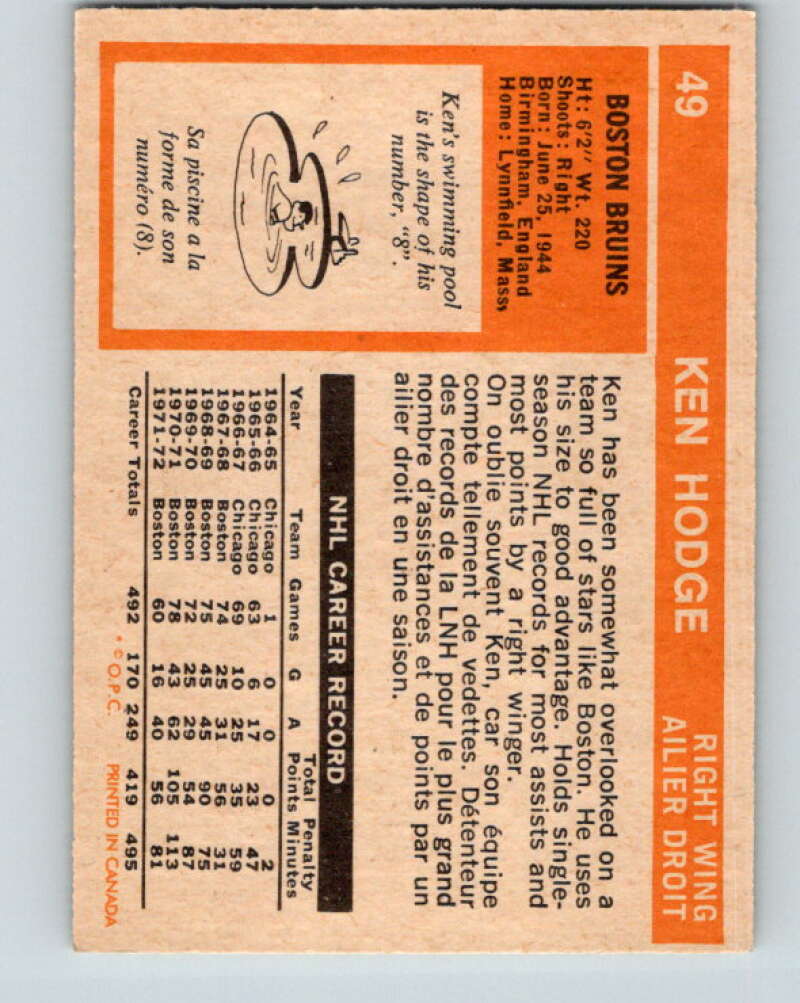 49
KEN HODGE
RIGHT WING
AILIER DROIT
BOSTON BRUINS
Ht: 6'2" Wt. 220
Shoots: Right
Born: June 25, 1944
Birmingham, England
Home: Lynnfield, Mass.
Ken's swimming pool
is the shape of his
number, "8".
Sa piscine a la
forme de son
numéro (8).
Ken has been somewhat overlooked on a
team so full of stars like Boston. He uses
his size to good advantage. Holds single-
season NHL records for most assists and
most points by a right winger.
On oublie souvent Ken, car son équipe
compte tellement de vedettes. Détenteur
des records de la LNH pour le plus grand
nombre d'assistances et de points par un
ailier droit en une saison.
NHL CAREER RECORD
Total Penalty
Year Team Games G A Points Minutes
1964-65 Chicago 1 0 0 0 2
1965-66 Chicago 63 6 17 23 47
1966-67 Chicago 69 10 25 35 59
1967-68 Boston 74 25 31 56 31
1968-69 Boston 75 45 45 90 75
1969-70 Boston 72 25 29 54 87
1970-71 Boston 78 43 62 105 113
1971-72 Boston 60 16 40 56 81
Career Totals 492 170 249 419 495
* © O.P.C. PRINTED IN CANADA